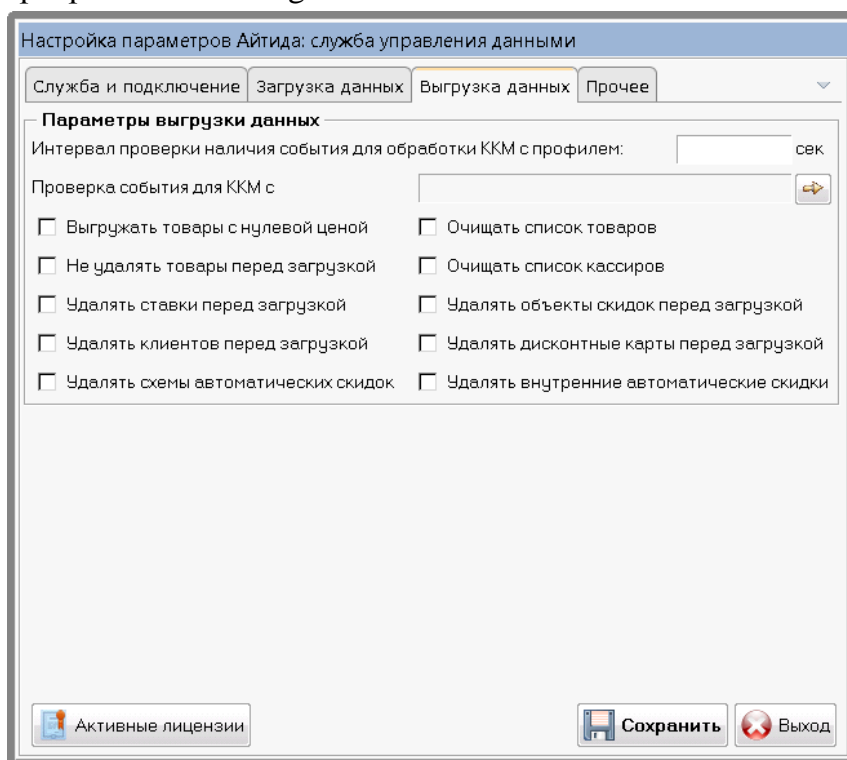 Настройка параметров Айтида: служба управления данными
Служба и подключение Загрузка данных Выгрузка данных Прочее
Параметры выгрузки данных
Интервал проверки наличия события для обработки ККМ с профилем: сек
Проверка события для ККМ с
Выгружать товары с нулевой ценой Очищать список товаров
Не удалять товары перед загрузкой Очищать список кассиров
Удалять ставки перед загрузкой Удалять объекты скидок перед загрузкой
Удалять клиентов перед загрузкой Удалять дисконтные карты перед загрузкой
Удалять схемы автоматических скидок Удалять внутренние автоматические скидки
Активные лицензии Сохранить Выход